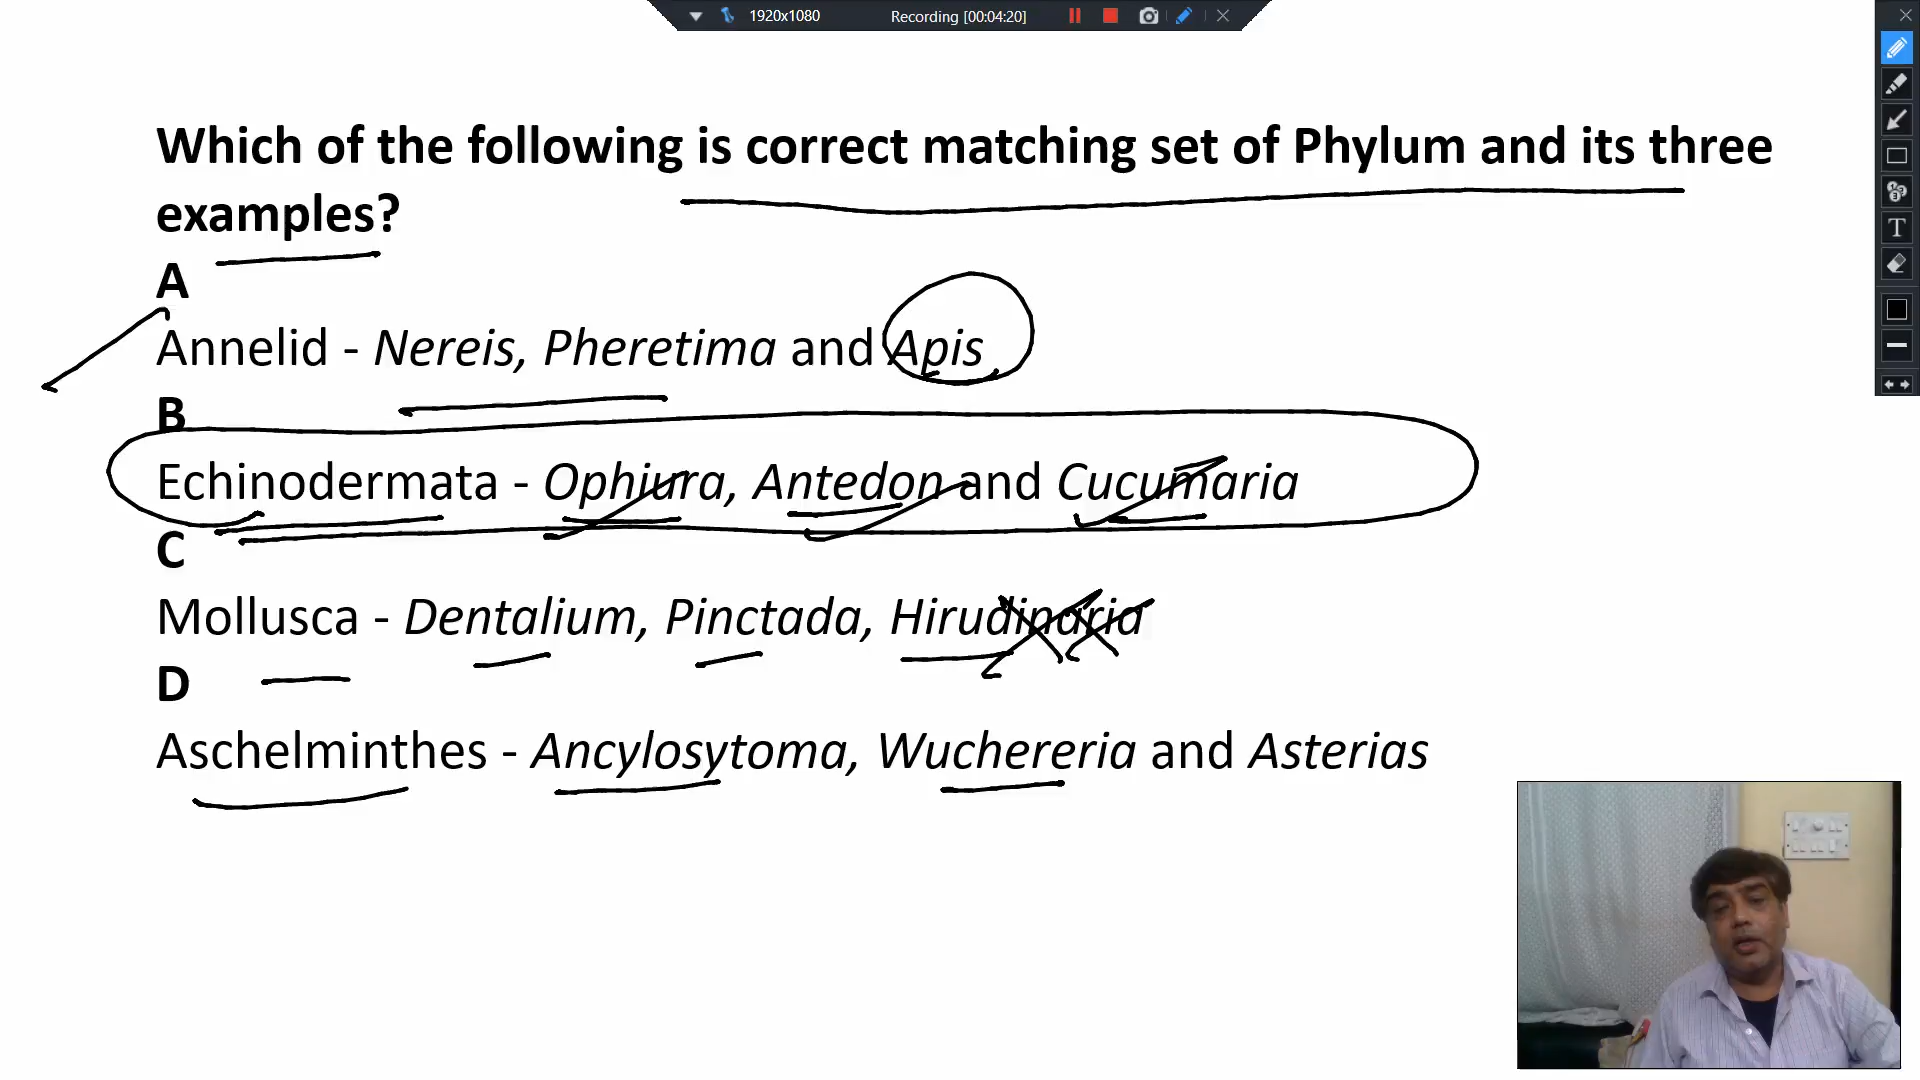 1920x1080 Recording [00:04:20]
Which of the following is correct matching set of Phylum and its three
examples?
A
Annelid - Nereis, Pheretima and Apis
B
Echinodermata - Ophiura, Antedon and Cucumaria
C
Mollusca - Dentalium, Pinctada, Hirudinaria
D
Aschelminthes - Ancylosytoma, Wuchereria and Asterias